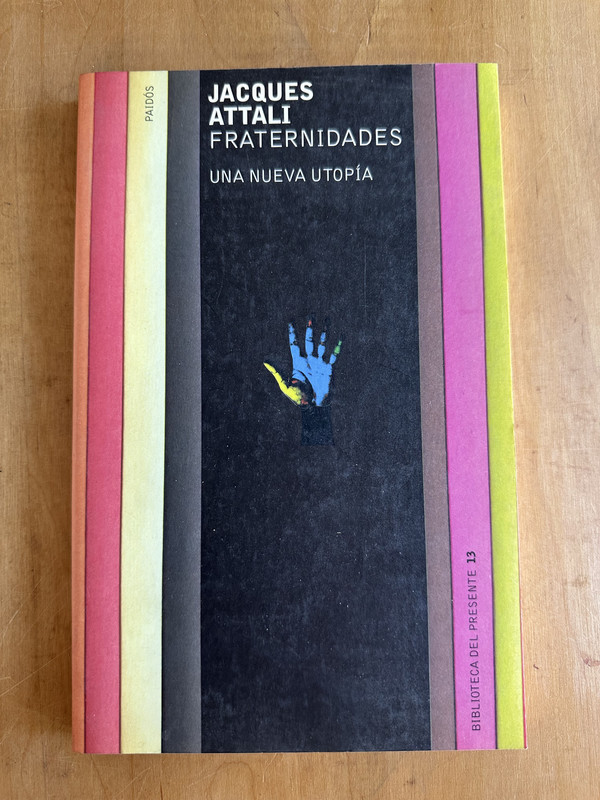 PAIDÓS
JACQUES
ATTALI
FRATERNIDADES
UNA NUEVA UTOPÍA
BIBLIOTECA DEL PRESENTE 13